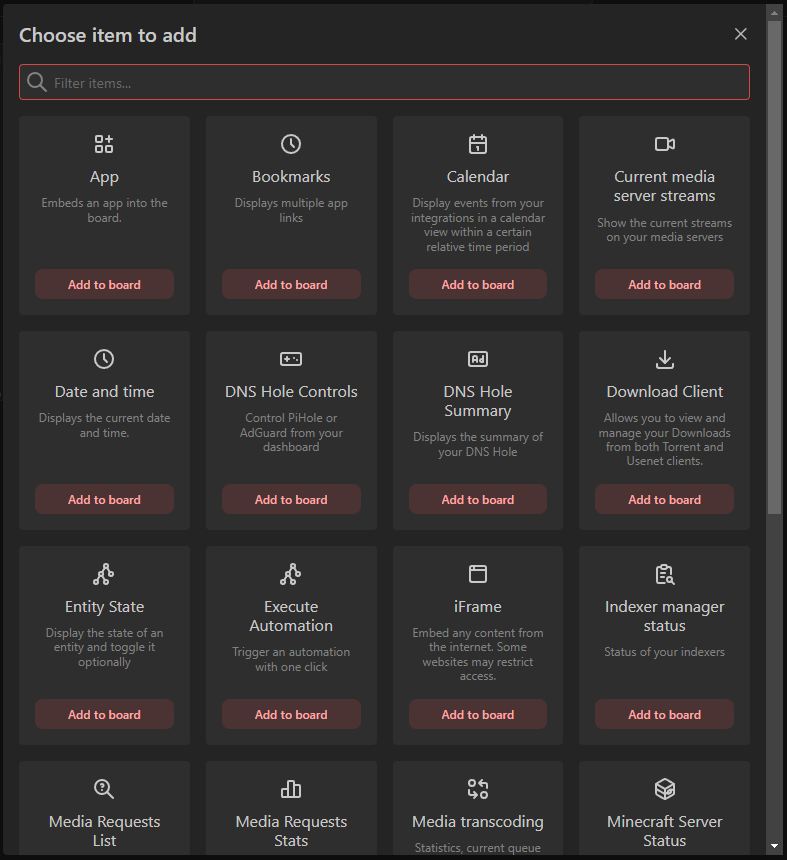 Choose item to add
Filter items...
App
Embeds an app into the
board.
Add to board
Bookmarks
Displays multiple app
links
Add to board
Calendar
Display events from your
integrations in a calendar
view within a certain
relative time period
Add to board
Current media
server streams
Show the current streams
on your media servers
Add to board
Date and time
Displays the current date
and time.
Add to board
DNS Hole Controls
Control PiHole or
AdGuard from your
dashboard
Add to board
Ad
DNS Hole
Summary
Displays the summary of
your DNS Hole
Add to board
Download Client
Allows you to view and
manage your Downloads
from both Torrent and
Usenet clients.
Add to board
Entity State
Display the state of an
entity and toggle it
optionally
Add to board
Execute
Automation
Trigger an automation
with one click
Add to board
iFrame
Embed any content from
the internet. Some
websites may restrict
access.
Add to board
Indexer manager
status
Status of your indexers
Add to board
Media Requests
List
Media Requests
Stats
Media transcoding
Statistics, current queue
Minecraft Server
Status